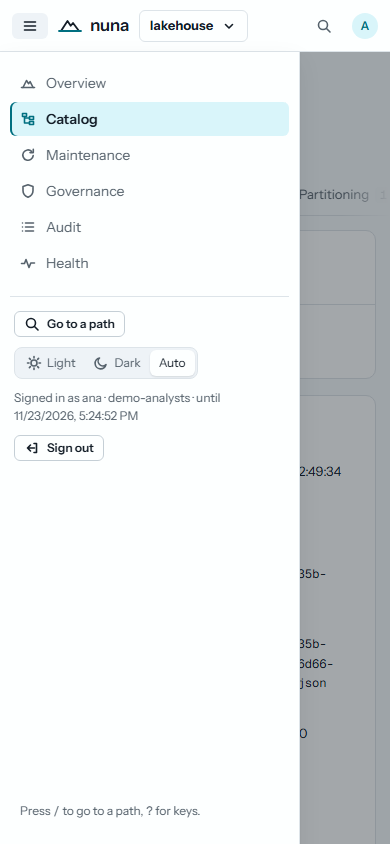 nuna
lakehouse
A
Overview
Catalog
Maintenance
Governance
Audit
Health
Partitioning
Go to a path
Light
Dark
Auto
Signed in as ana · demo-analysts · until
11/23/2026, 5:24:52 PM
Sign out
2:49:34
35b-
35b-
6d66-
json
0
Press / to go to a path, ? for keys.